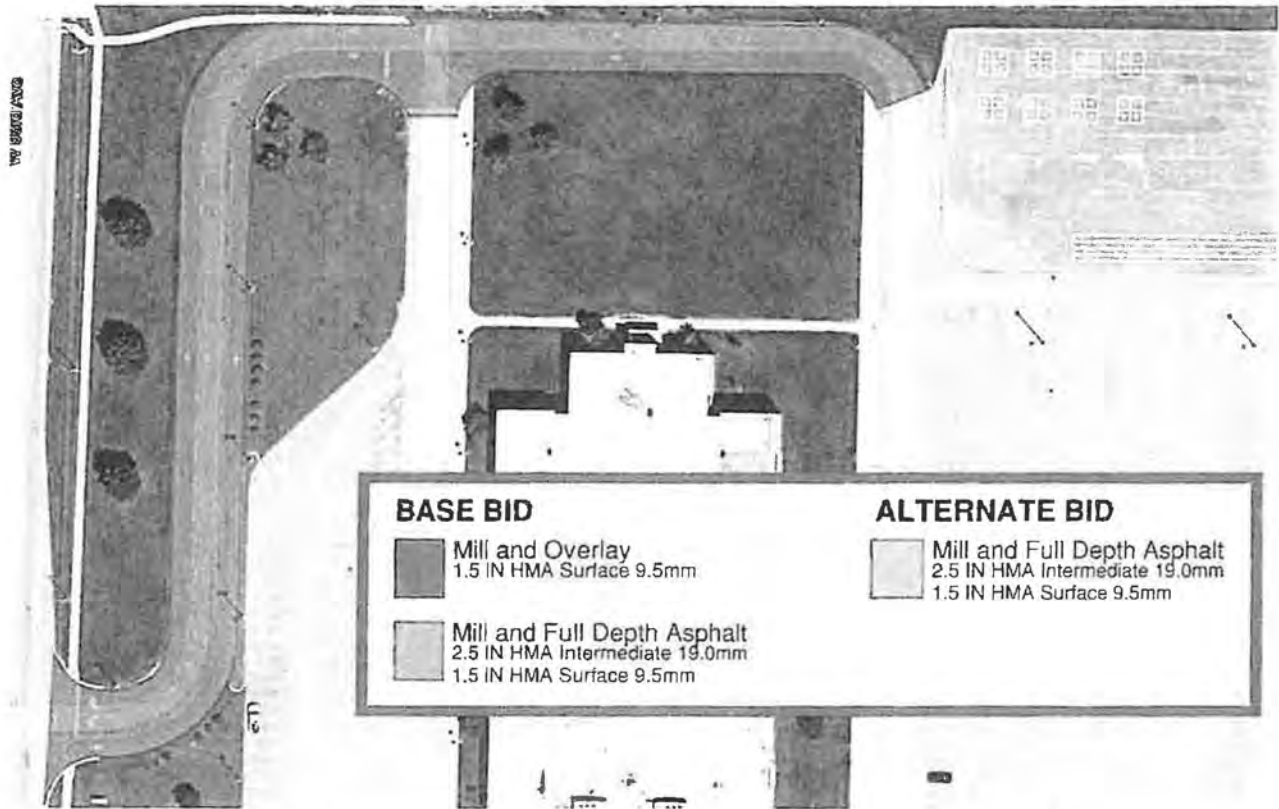 BASE BID
Mill and Overlay
1.5 IN HMA Surface 9.5mm
Mill and Full Depth Asphalt
2.5 IN HMA Intermediate 19.0mm
1.5 IN HMA Surface 9.5mm
ALTERNATE BID
Mill and Full Depth Asphalt
2.5 IN HMA Intermediate 19.0mm
1.5 IN HMA Surface 9.5mm